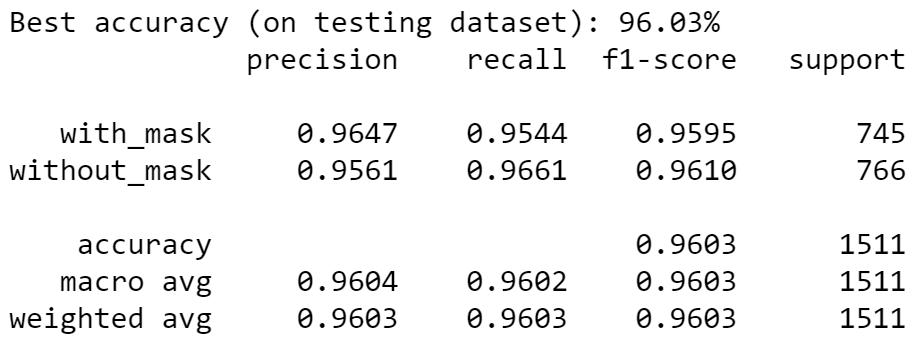 Best accuracy (on testing dataset): 96.03%
precision recall f1-score support
with_mask 0.9647 0.9544 0.9595 745
without_mask 0.9561 0.9661 0.9610 766
accuracy 0.9603 1511
macro avg 0.9604 0.9602 0.9603 1511
weighted avg 0.9603 0.9603 0.9603 1511